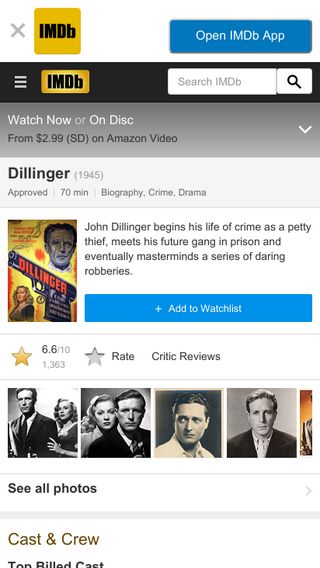 IMDb
Open IMDb App
IMDb
Search IMDb
Watch Now or On Disc
From $2.99 (SD) on Amazon Video
Dillinger (1945)
Approved | 70 min | Biography, Crime, Drama
DILLINGER
John Dillinger begins his life of crime as a petty
thief, meets his future gang in prison and
eventually masterminds a series of daring
robberies.
+ Add to Watchlist
6.6/10
1,363
Rate
Critic Reviews
See all photos
Cast & Crew
Top Billed Cast